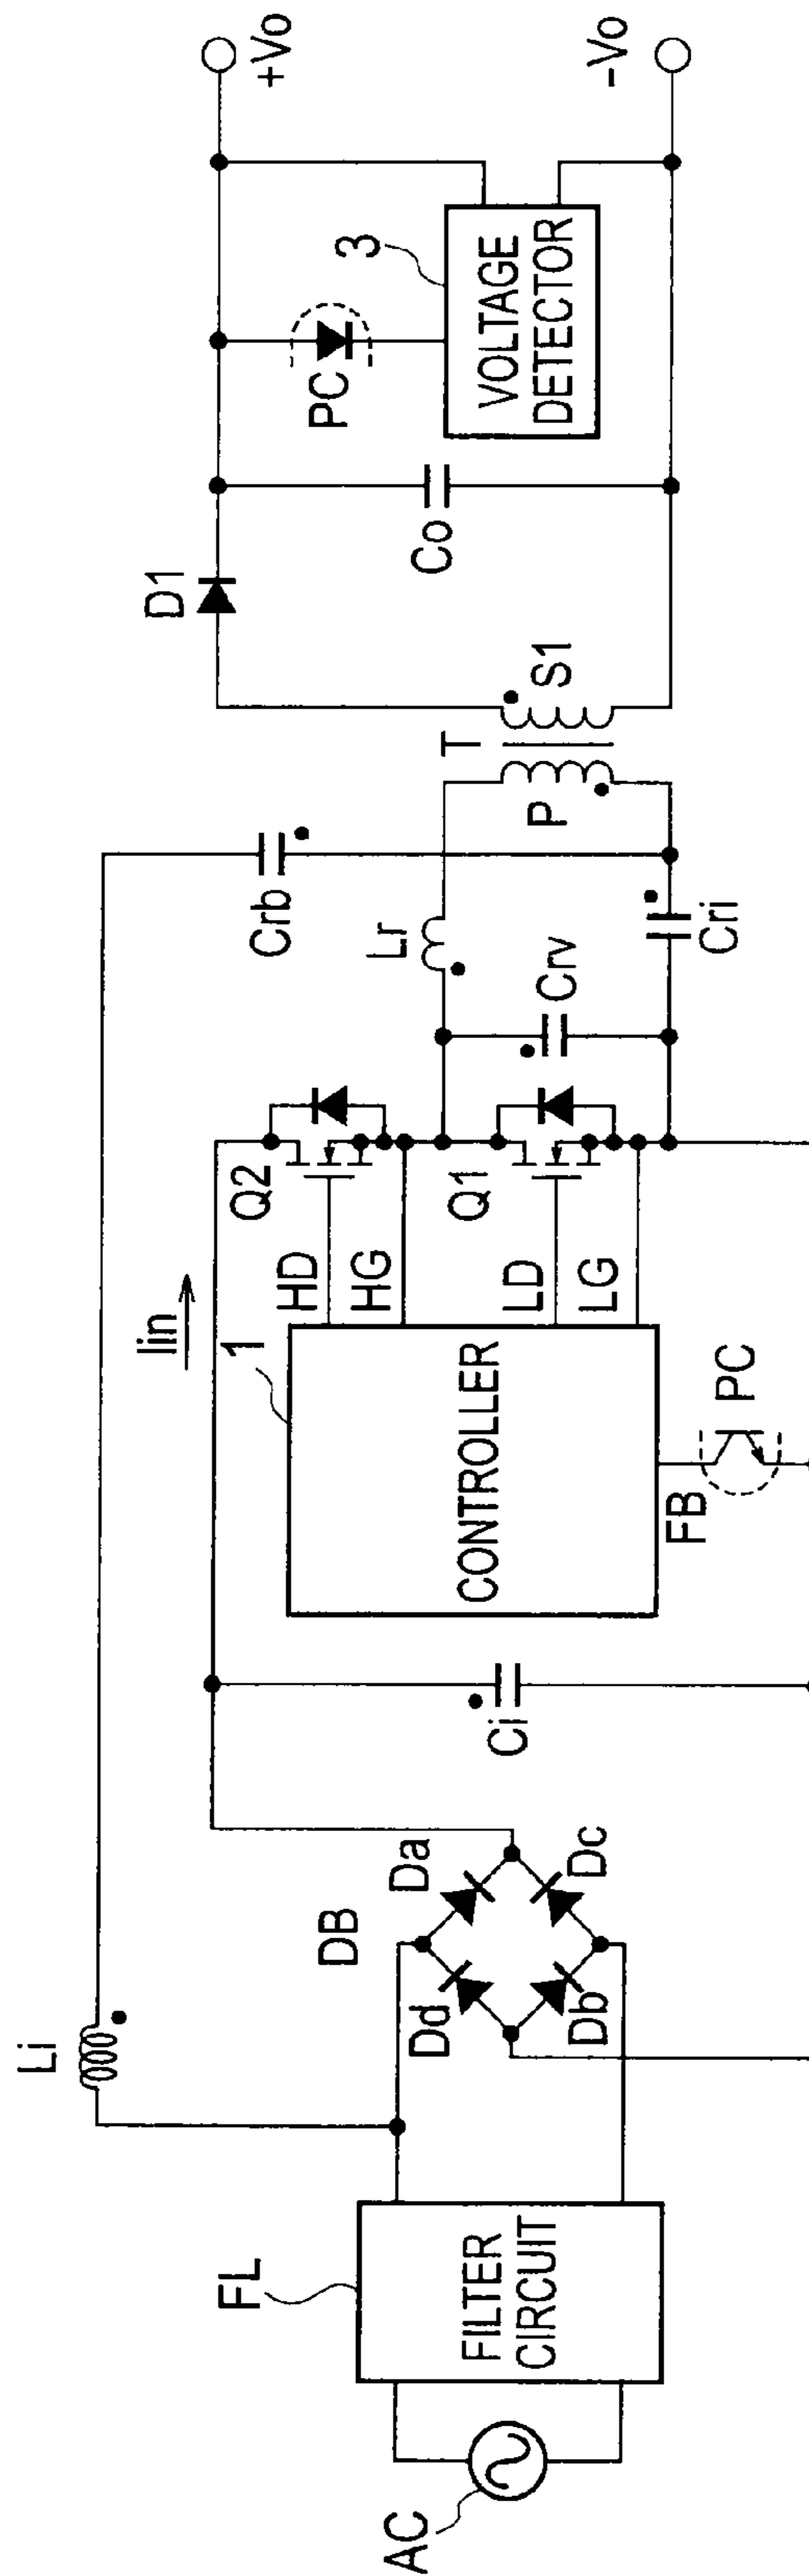 AC
FL
FILTER
CIRCUIT
Li
DB
Da
Dc
Dd
Db
Ci
Iin
1
CONTROLLER
HD
HG
LD
LG
FB
PC
Q2
Q1
Crb
Lr
Crv
Cri
T
P
S1
D1
Co
PC
3
VOLTAGE
DETECTOR
+Vo
-Vo